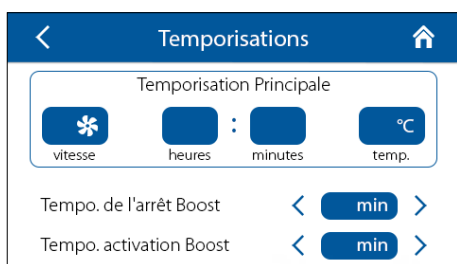 Temporisations
Temporisation Principale
:
°C
vitesse heures minutes temp.
Tempo. de l'arrêt Boost min
Tempo. activation Boost min